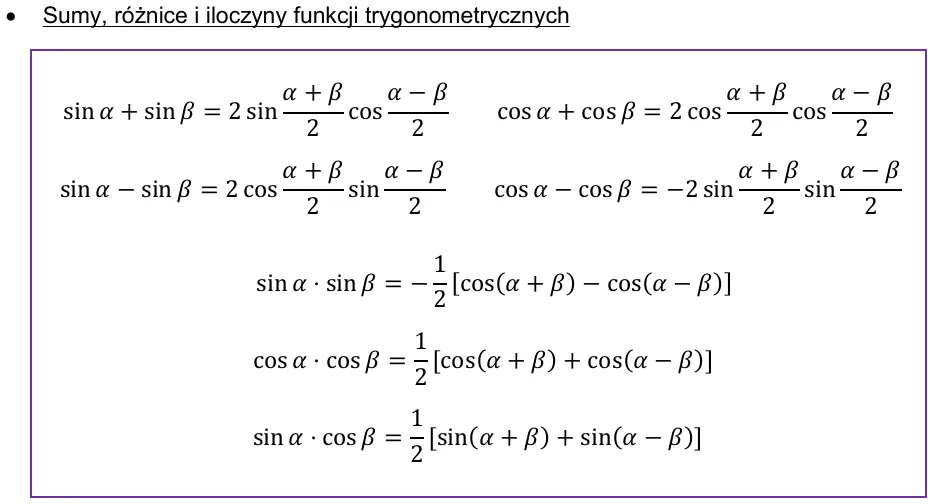 • Sumy, różnice i iloczyny funkcji trygonometrycznych
sin α + sin β = 2 sin (α + β)/2 cos (α − β)/2    cos α + cos β = 2 cos (α + β)/2 cos (α − β)/2
sin α − sin β = 2 cos (α + β)/2 sin (α − β)/2    cos α − cos β = −2 sin (α + β)/2 sin (α − β)/2
sin α · sin β = − 1/2 [cos(α + β) − cos(α − β)]
cos α · cos β = 1/2 [cos(α + β) + cos(α − β)]
sin α · cos β = 1/2 [sin(α + β) + sin(α − β)]